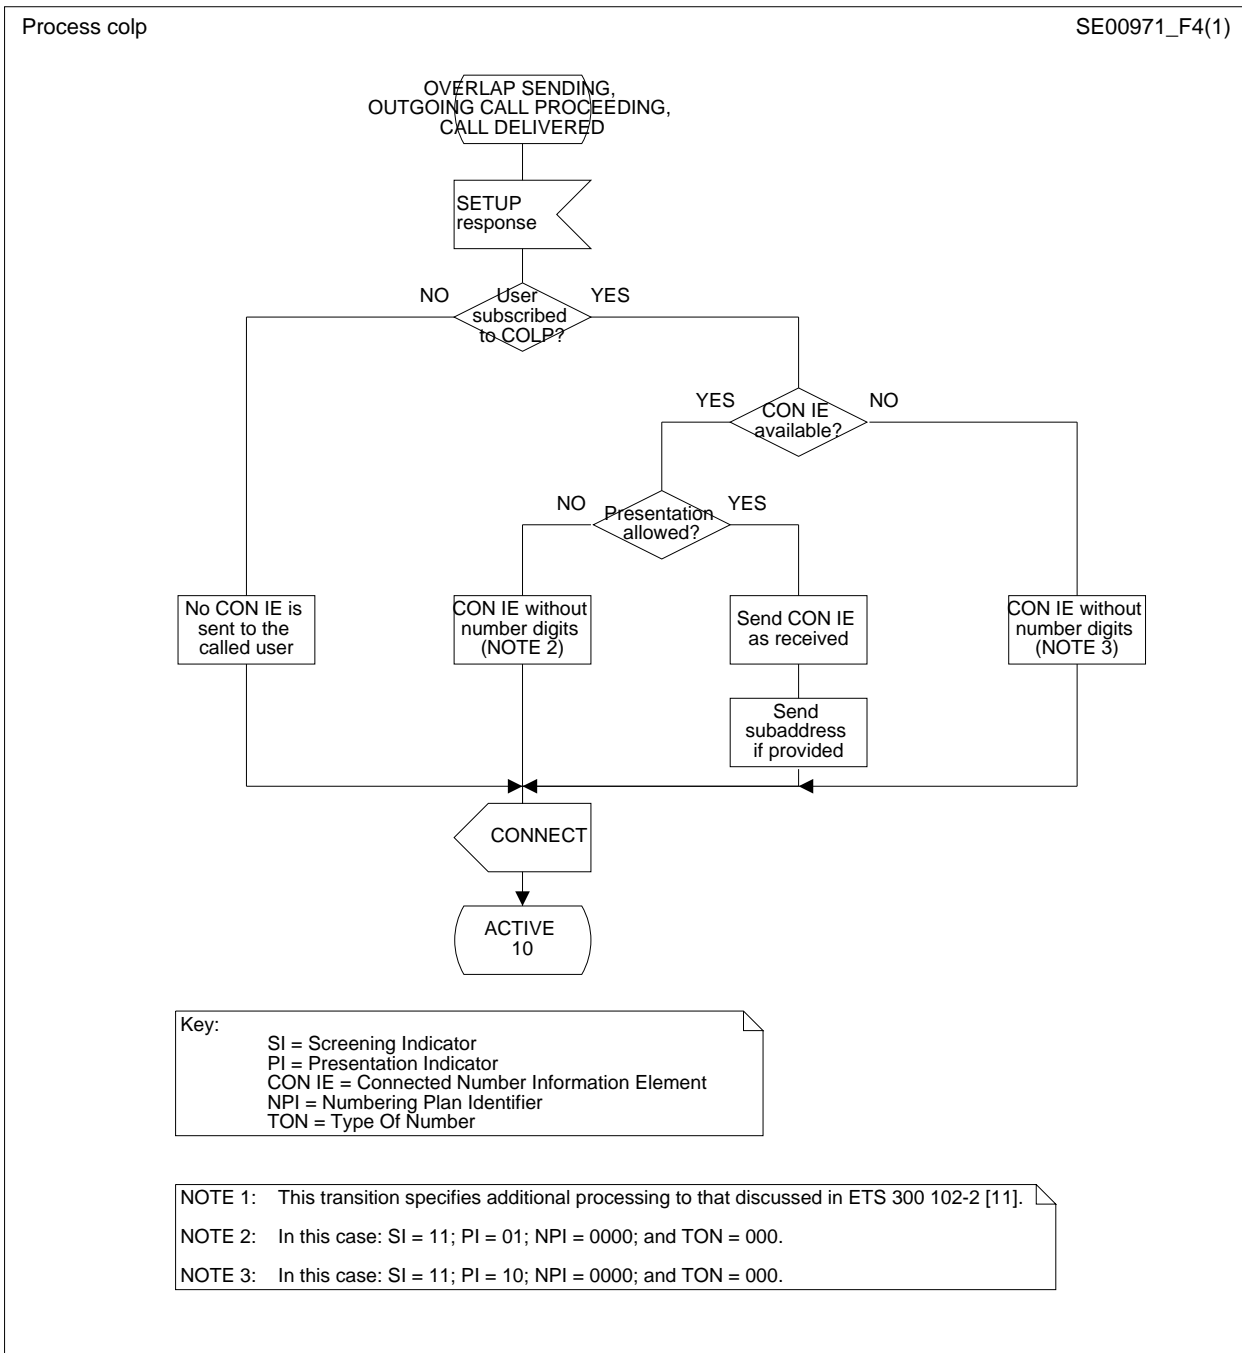 Process colp
SE00971_F4(1)
OVERLAP SENDING,
OUTGOING CALL PROCEEDING,
CALL DELIVERED
SETUP
response
NO
User
subscribed
to COLP?
YES
YES
CON IE
available?
NO
NO
Presentation
allowed?
YES
No CON IE is
sent to the
called user
CON IE without
number digits
(NOTE 2)
Send CON IE
as received
CON IE without
number digits
(NOTE 3)
Send
subaddress
if provided
CONNECT
ACTIVE
10
Key:
SI = Screening Indicator
PI = Presentation Indicator
CON IE = Connected Number Information Element
NPI = Numbering Plan Identifier
TON = Type Of Number
NOTE 1: This transition specifies additional processing to that discussed in ETS 300 102-2 [11].
NOTE 2: In this case: SI = 11; PI = 01; NPI = 0000; and TON = 000.
NOTE 3: In this case: SI = 11; PI = 10; NPI = 0000; and TON = 000.